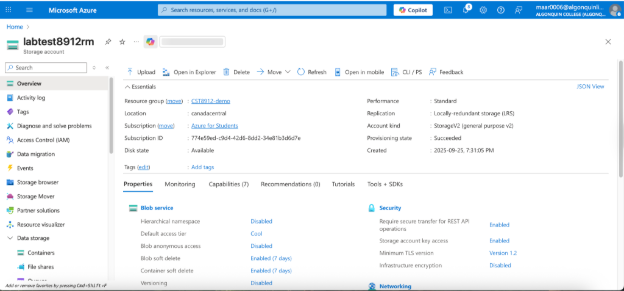 Microsoft Azure
Search resources, services, and docs (G+/)
Copilot
maar0006@algonquinli...
ALGONQUIN COLLEGE (ALGONQ...
Home >
labtest8912rm
Storage account
Search
Overview
Activity log
Tags
Diagnose and solve problems
Access Control (IAM)
Data migration
Events
Storage browser
Storage Mover
Partner solutions
Resource visualizer
Data storage
Containers
File shares
Add or remove favorites by pressing Cmd+Shift+F
Upload
Open in Explorer
Delete
Move
Refresh
Open in mobile
CLI / PS
Feedback
Essentials
JSON View
Resource group (move) : CST8912-demo
Location : canadacentral
Subscription (move) : Azure for Students
Subscription ID : 774e59ed-c9d4-42d6-8dd2-34e81b3d6d7e
Disk state : Available
Performance : Standard
Replication : Locally-redundant storage (LRS)
Account kind : StorageV2 (general purpose v2)
Provisioning state : Succeeded
Created : 2025-09-25, 7:31:05 PM
Tags (edit) : Add tags
Properties
Monitoring
Capabilities (7)
Recommendations (0)
Tutorials
Tools + SDKs
Blob service
Hierarchical namespace Disabled
Default access tier Cool
Blob anonymous access Disabled
Blob soft delete Enabled (7 days)
Container soft delete Enabled (7 days)
Versioning Disabled
Security
Require secure transfer for REST API
operations Enabled
Storage account key access Enabled
Minimum TLS version Version 1.2
Infrastructure encryption Disabled
Networking